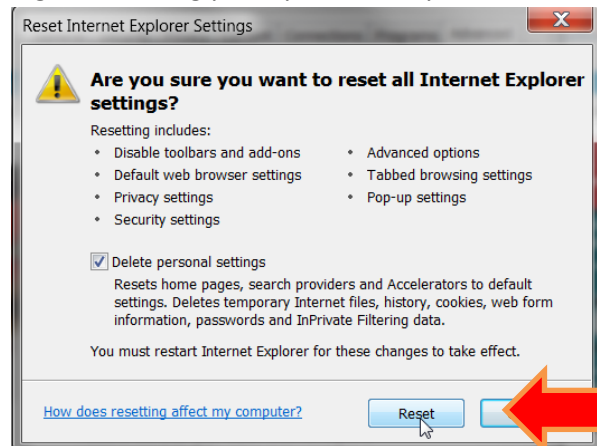 Reset Internet Explorer Settings
X
Are you sure you want to reset all Internet Explorer
settings?
Resetting includes:
• Disable toolbars and add-ons
• Default web browser settings
• Privacy settings
• Security settings
• Advanced options
• Tabbed browsing settings
• Pop-up settings
Delete personal settings
Resets home pages, search providers and Accelerators to default
settings. Deletes temporary Internet files, history, cookies, web form
information, passwords and InPrivate Filtering data.
You must restart Internet Explorer for these changes to take effect.
How does resetting affect my computer?
Reset